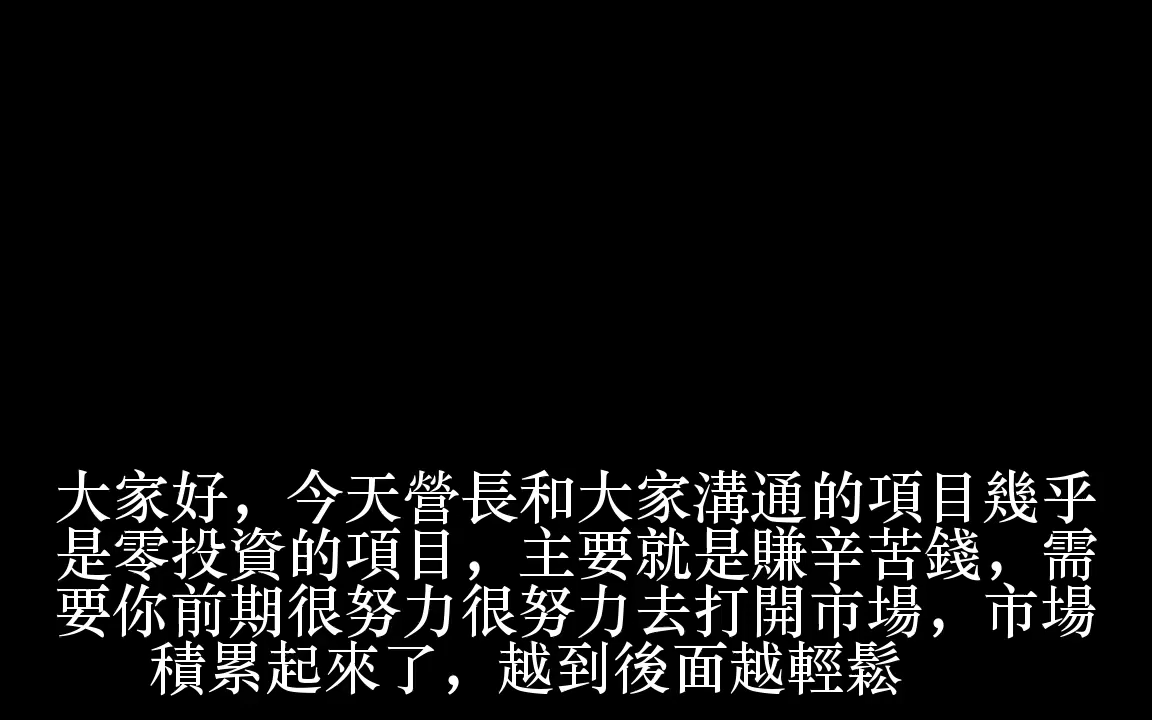 大家好，今天營長和大家溝通的項目幾乎
是零投資的項目，主要就是賺辛苦錢，需
要你前期很努力很努力去打開市場，市場
積累起來了，越到後面越輕鬆